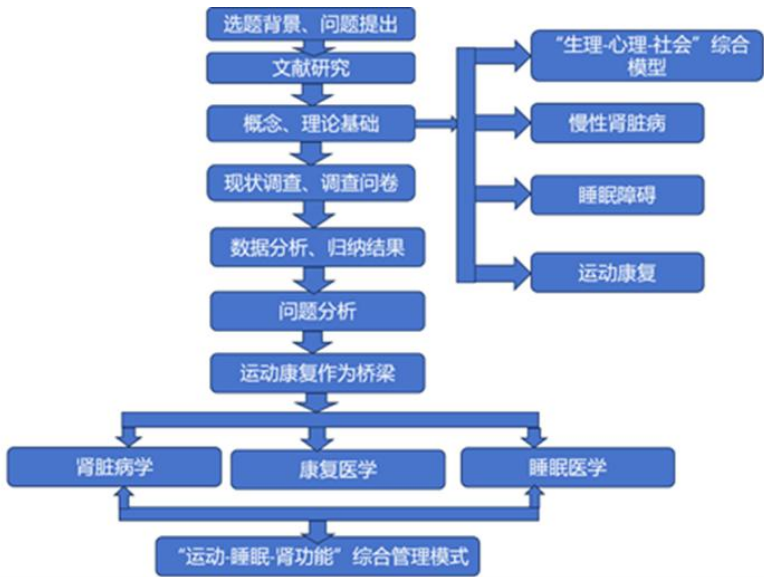 选题背景、问题提出
文献研究
概念、理论基础
现状调查、调查问卷
数据分析、归纳结果
问题分析
运动康复作为桥梁
“生理-心理-社会”综合
模型
慢性肾脏病
睡眠障碍
运动康复
肾脏病学
康复医学
睡眠医学
“运动-睡眠-肾功能”综合管理模式